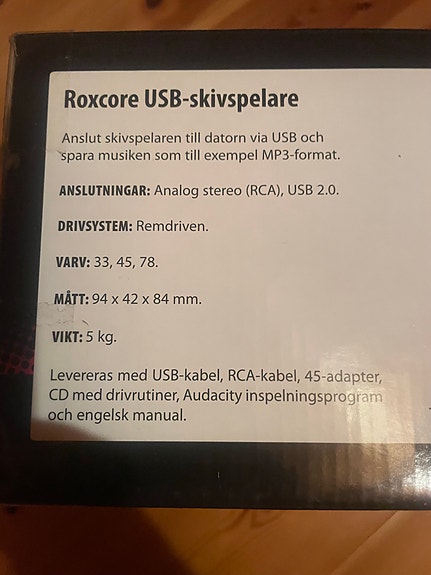 Roxcore USB-skivspelare
Anslut skivspelaren till datorn via USB och
spara musiken som till exempel MP3-format.
ANSLUTNINGAR: Analog stereo (RCA), USB 2.0.
DRIVSYSTEM: Remdriven.
VARV: 33, 45, 78.
MÅTT: 94 x 42 x 84 mm.
VIKT: 5 kg.
Levereras med USB-kabel, RCA-kabel, 45-adapter,
CD med drivrutiner, Audacity inspelningsprogram
och engelsk manual.